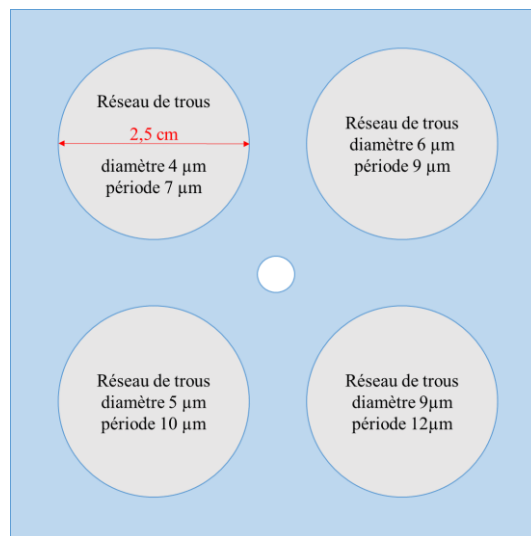 Réseau de trous
2,5 cm
diamètre 4 µm
période 7 µm
Réseau de trous
diamètre 6 µm
période 9 µm
Réseau de trous
diamètre 5 µm
période 10 µm
Réseau de trous
diamètre 9µm
période 12µm